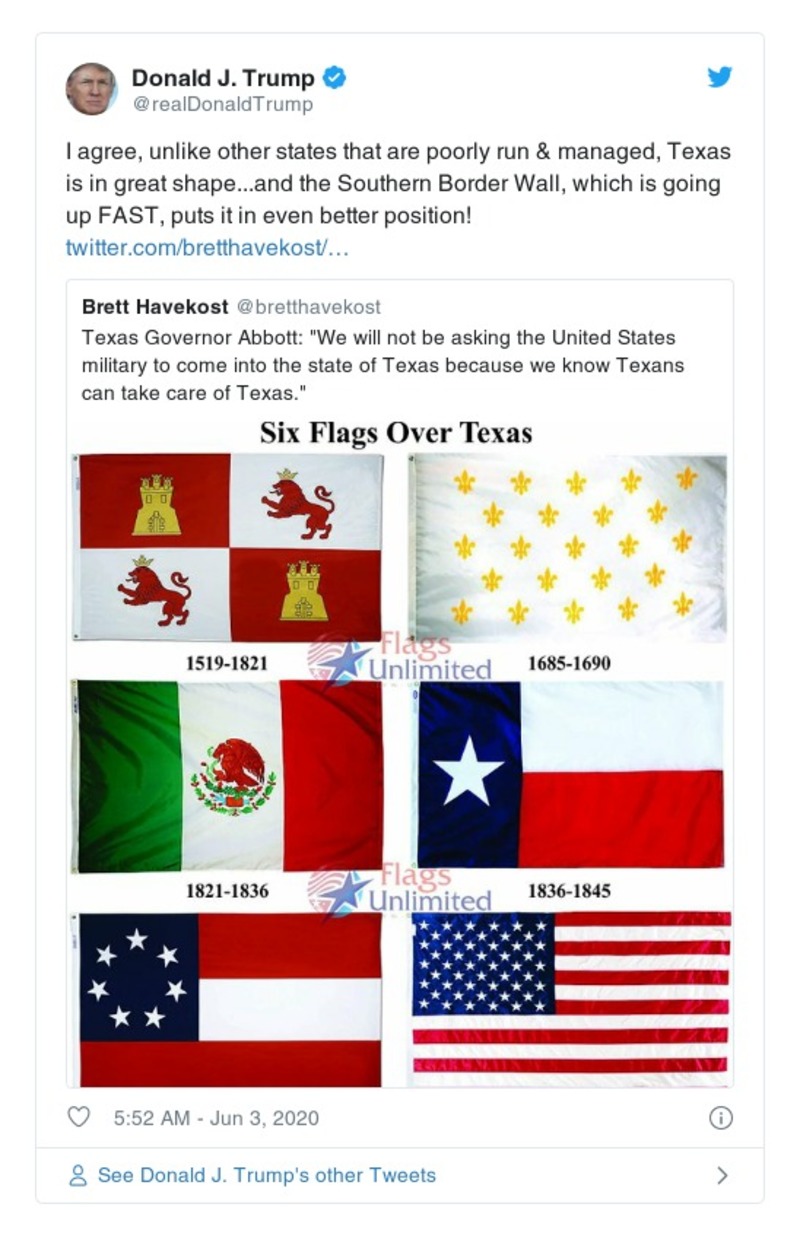 Donald J. Trump
@realDonaldTrump
I agree, unlike other states that are poorly run & managed, Texas
is in great shape...and the Southern Border Wall, which is going
up FAST, puts it in even better position!
twitter.com/bretthavekost/…
Brett Havekost @bretthavekost
Texas Governor Abbott: "We will not be asking the United States
military to come into the state of Texas because we know Texans
can take care of Texas."
Six Flags Over Texas
1519-1821
Flags
Unlimited
1685-1690
1821-1836
Flags
Unlimited
1836-1845
5:52 AM - Jun 3, 2020
See Donald J. Trump's other Tweets